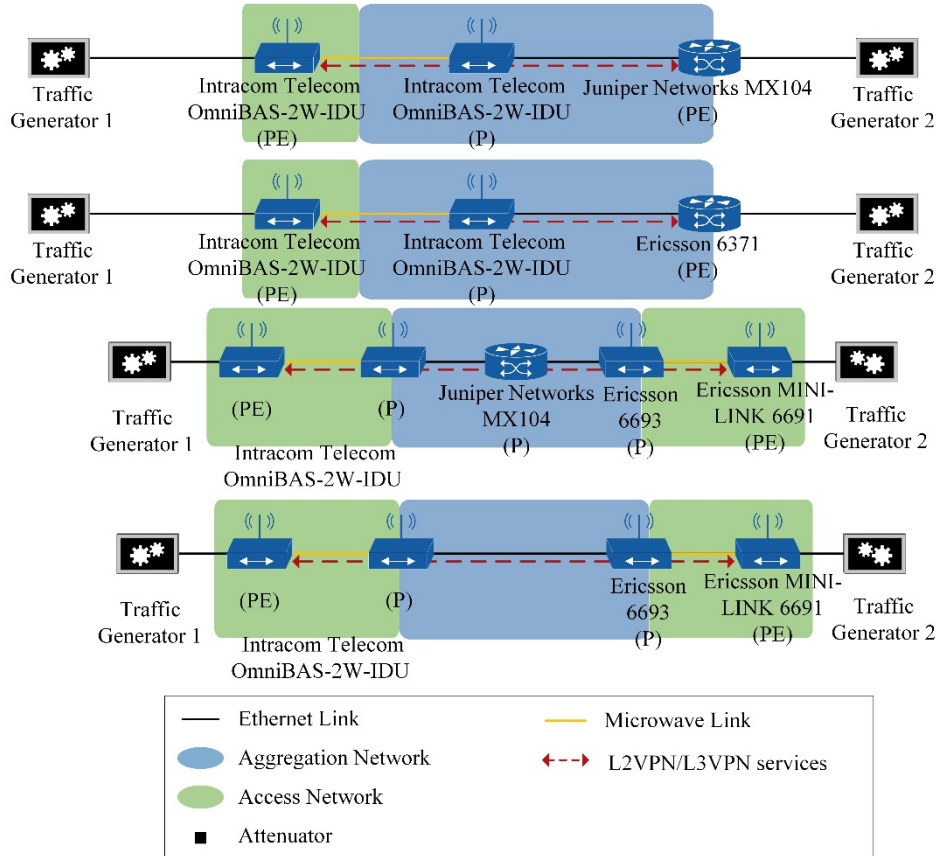 Traffic
Generator 1
Intracom Telecom
OmniBAS-2W-IDU
(PE)
Intracom Telecom
OmniBAS-2W-IDU
(P)
Juniper Networks MX104
(PE)
Traffic
Generator 2
Traffic
Generator 1
Intracom Telecom
OmniBAS-2W-IDU
(PE)
Intracom Telecom
OmniBAS-2W-IDU
(P)
Ericsson 6371
(PE)
Traffic
Generator 2
Traffic
Generator 1
(PE)
(P)
Intracom Telecom
OmniBAS-2W-IDU
Juniper Networks
MX104
(P)
Ericsson
6693
(P)
Ericsson MINI-
LINK 6691
(PE)
Traffic
Generator 2
Traffic
Generator 1
(PE)
(P)
Intracom Telecom
OmniBAS-2W-IDU
Ericsson
6693
(P)
Ericsson MINI-
LINK 6691
(PE)
Traffic
Generator 2
Ethernet Link
Microwave Link
Aggregation Network
L2VPN/L3VPN services
Access Network
Attenuator